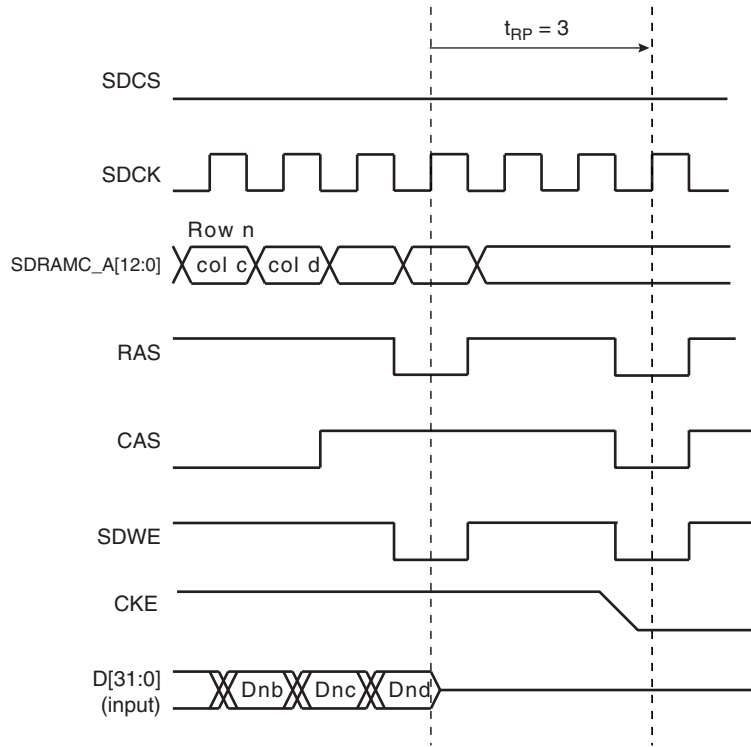 t_RP = 3
SDCS
SDCK
Row n
SDRAMC_A[12:0]
col c
col d
RAS
CAS
SDWE
CKE
D[31:0]
(input)
Dnb
Dnc
Dnd